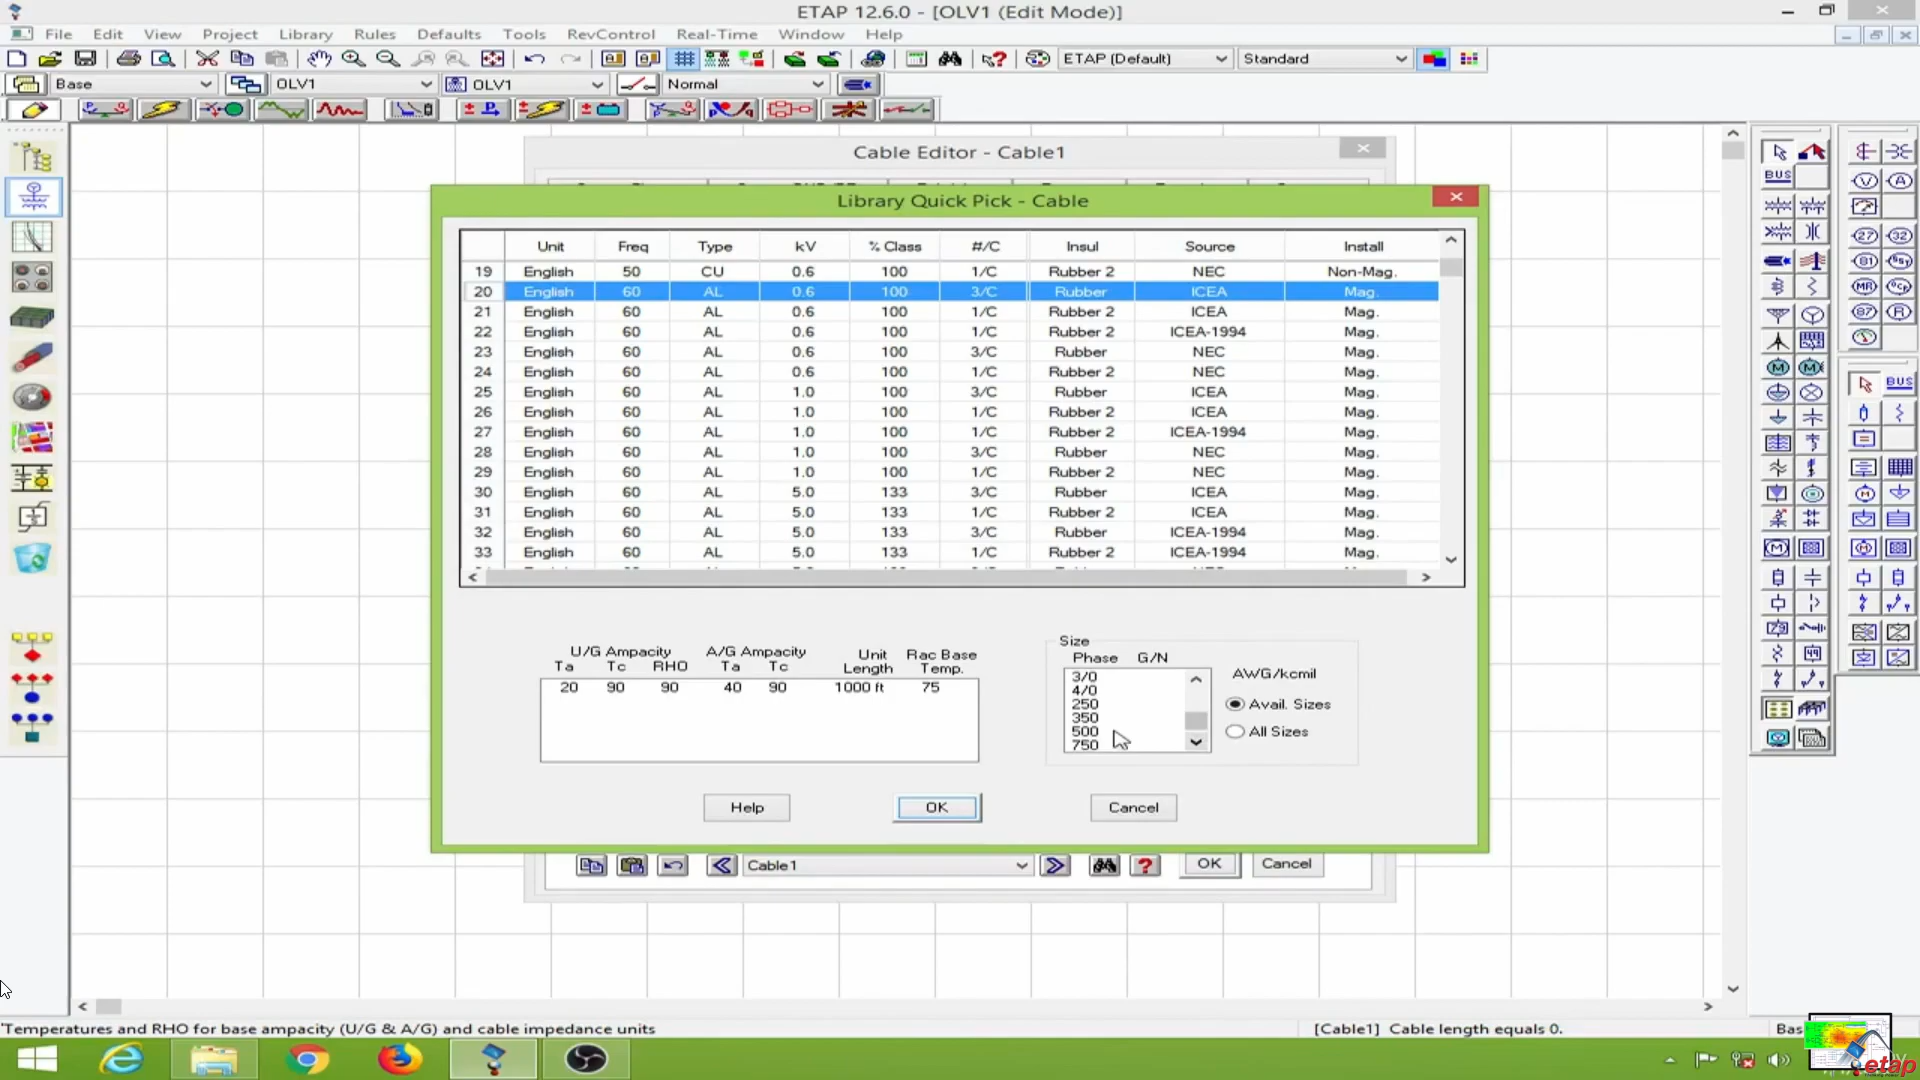 ETAP 12.6.0 - [OLV1 (Edit Mode)]
File Edit View Project Library Rules Defaults Tools RevControl Real-Time Window Help
ETAP (Default) Standard
Base OLV1 OLV1 Normal
Cable Editor - Cable1
Library Quick Pick - Cable
Unit Freq Type kV % Class #/C Insul Source Install
19 English 50 CU 0.6 100 1/C Rubber 2 NEC Non-Mag.
20 English 60 AL 0.6 100 3/C Rubber ICEA Mag.
21 English 60 AL 0.6 100 1/C Rubber 2 ICEA Mag.
22 English 60 AL 0.6 100 1/C Rubber 2 ICEA-1994 Mag.
23 English 60 AL 0.6 100 3/C Rubber NEC Mag.
24 English 60 AL 0.6 100 1/C Rubber 2 NEC Mag.
25 English 60 AL 1.0 100 3/C Rubber ICEA Mag.
26 English 60 AL 1.0 100 1/C Rubber 2 ICEA Mag.
27 English 60 AL 1.0 100 1/C Rubber 2 ICEA-1994 Mag.
28 English 60 AL 1.0 100 3/C Rubber NEC Mag.
29 English 60 AL 1.0 100 1/C Rubber 2 NEC Mag.
30 English 60 AL 5.0 133 3/C Rubber ICEA Mag.
31 English 60 AL 5.0 133 1/C Rubber 2 ICEA Mag.
32 English 60 AL 5.0 133 3/C Rubber ICEA-1994 Mag.
33 English 60 AL 5.0 133 1/C Rubber 2 ICEA-1994 Mag.
U/G Ampacity A/G Ampacity Unit Rac Base
Ta Tc RHO Ta Tc Length Temp.
20 90 90 40 90 1000 ft 75
Size
Phase G/N
AWG/kcmil
3/0
4/0
250
350
500
750
Avail. Sizes
All Sizes
Help OK Cancel
Cable1 OK Cancel
Temperatures and RHO for base ampacity (U/G & A/G) and cable impedance units
[Cable1] Cable length equals 0.
Bas
BUS
BUS
etap